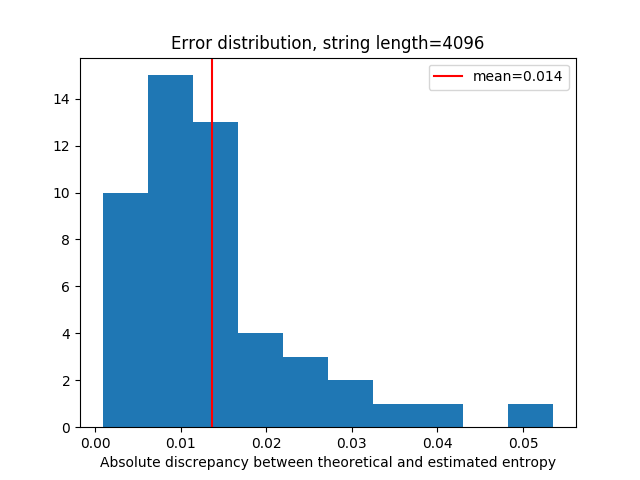 Error distribution, string length=4096
mean=0.014
14
12
10
8
6
4
2
0
0.00 0.01 0.02 0.03 0.04 0.05
Absolute discrepancy between theoretical and estimated entropy